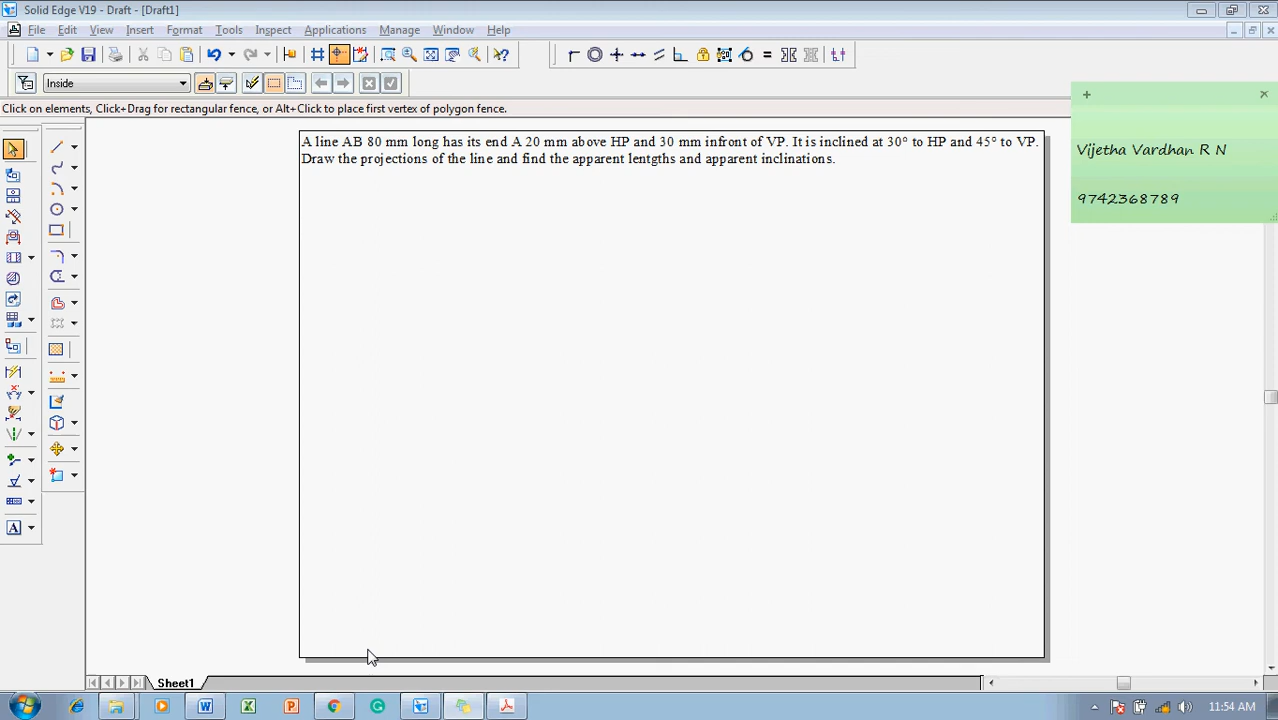 Solid Edge V19 - Draft - [Draft1]
File Edit View Insert Format Tools Inspect Applications Manage Window Help
Inside
Click on elements, Click+Drag for rectangular fence, or Alt+Click to place first vertex of polygon fence.
A line AB 80 mm long has its end A 20 mm above HP and 30 mm infront of VP. It is inclined at 30° to HP and 45° to VP.
Draw the projections of the line and find the apparent lentgths and apparent inclinations.
Vijetha Vardhan R N
9742368789
Sheet1
11:54 AM